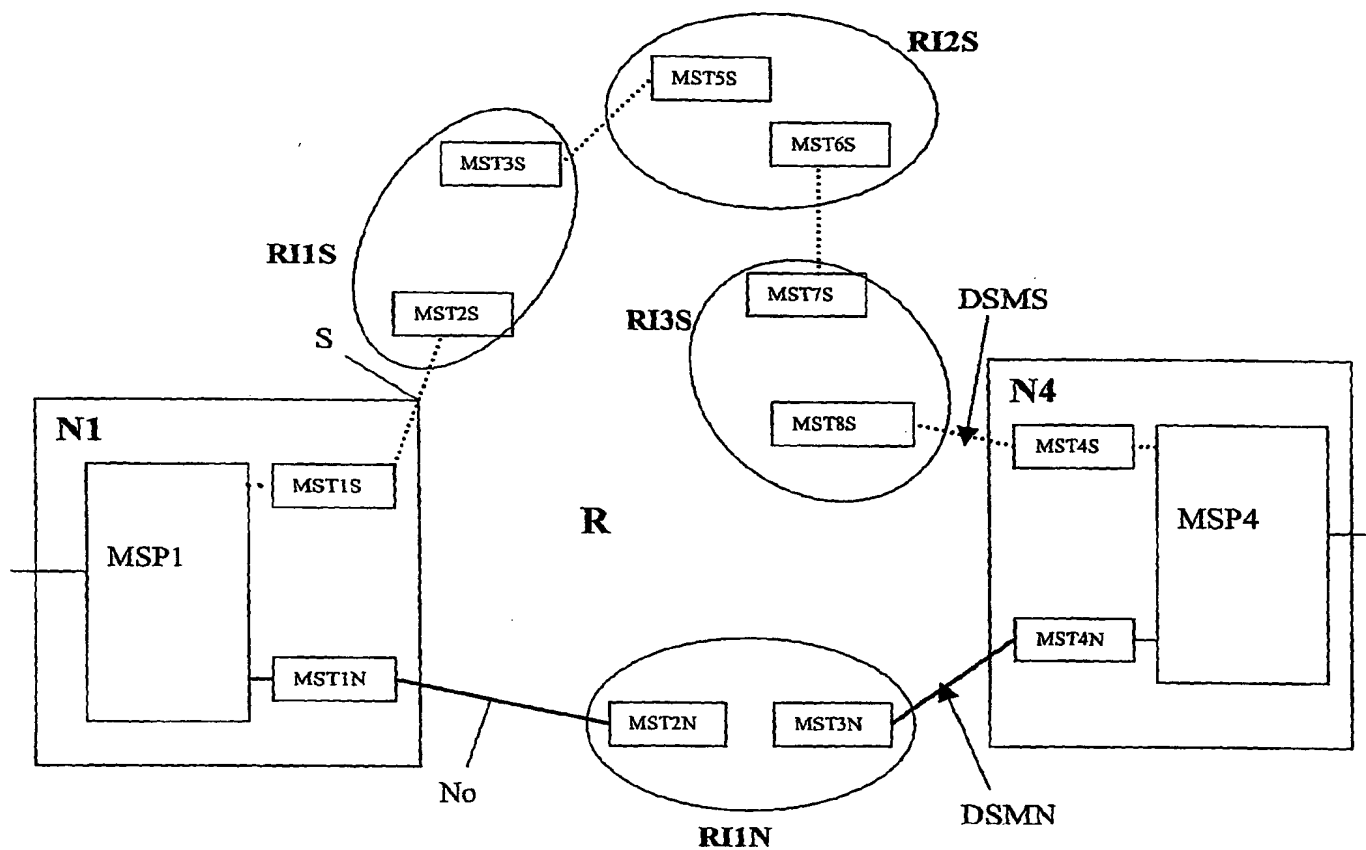 RI2S
MST5S
MST6S
MST3S
RI1S
MST2S
S
MST7S
RI3S
DSMS
MST8S
N1
MST1S
MSP1
MST1N
R
N4
MST4S
MSP4
MST4N
No
MST2N
MST3N
RI1N
DSMN